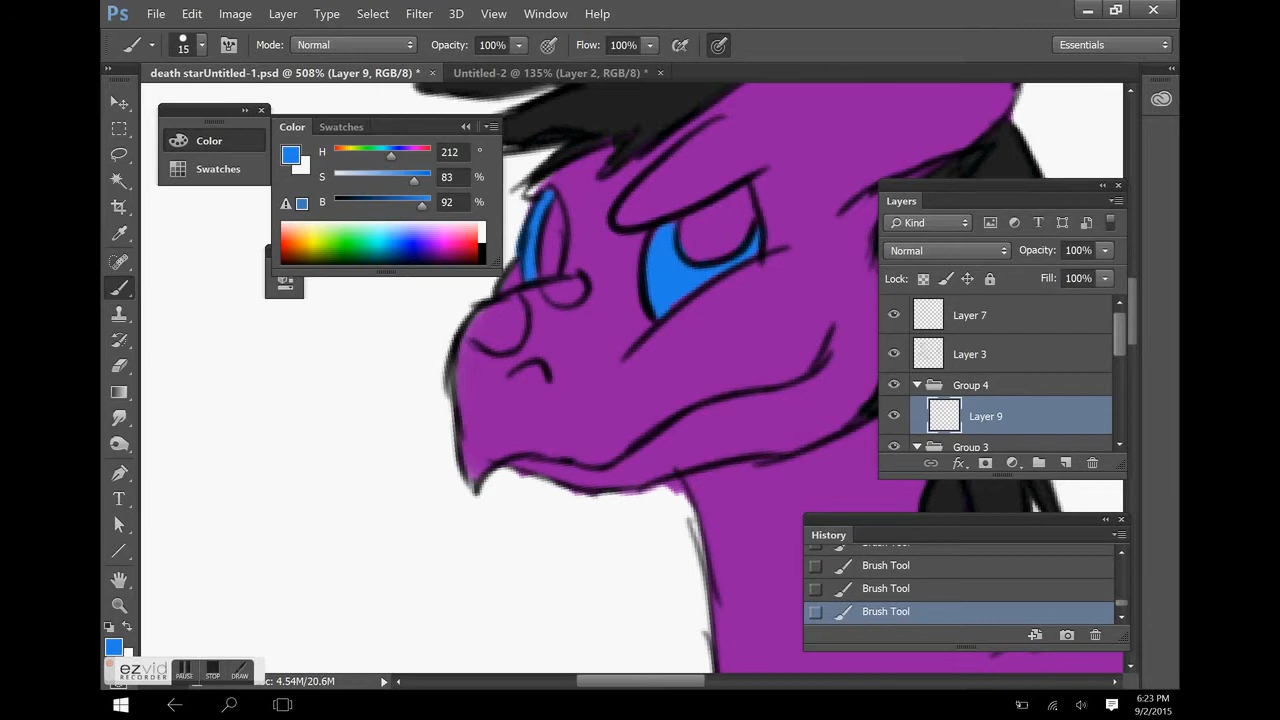 Ps File Edit Image Layer Type Select Filter 3D View Window Help
15 Mode: Normal Opacity: 100% Flow: 100% Essentials
death starUntitled-1.psd @ 508% (Layer 9, RGB/8) * × Untitled-2 @ 135% (Layer 2, RGB/8) * ×
Color
Swatches
Color Swatches
H 212 °
S 83 %
B 92 %
Layers
Kind
Normal Opacity: 100%
Lock: Fill: 100%
Layer 7
Layer 3
Group 4
Layer 9
Group 3
History
Brush Tool
Brush Tool
Brush Tool
Brush Tool
ezvid
RECORDER
PAUSE STOP DRAW
c: 4.54M/20.6M
6:23 PM
9/2/2015